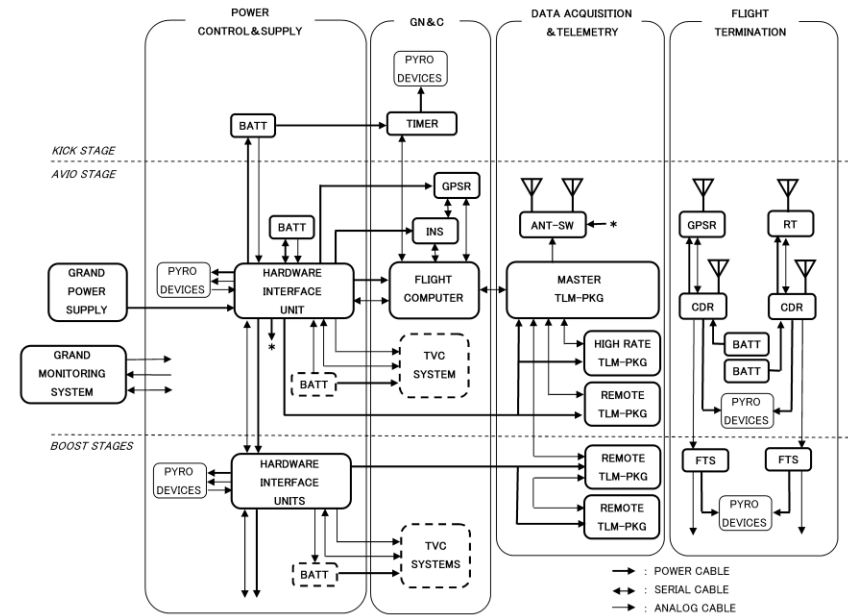 POWER
CONTROL&SUPPLY
GN&C
DATA ACQUISITION
&TELEMETRY
FLIGHT
TERMINATION
PYRO
DEVICES
BATT
TIMER
KICK STAGE
AVIO STAGE
GPSR
BATT
INS
ANT-SW
*
GPSR
RT
GRAND
POWER
SUPPLY
PYRO
DEVICES
HARDWARE
INTERFACE
UNIT
FLIGHT
COMPUTER
MASTER
TLM-PKG
CDR
CDR
*
GRAND
MONITORING
SYSTEM
BATT
TVC
SYSTEM
HIGH RATE
TLM-PKG
REMOTE
TLM-PKG
BATT
BATT
PYRO
DEVICES
BOOST STAGES
PYRO
DEVICES
HARDWARE
INTERFACE
UNITS
REMOTE
TLM-PKG
REMOTE
TLM-PKG
FTS
FTS
PYRO
DEVICES
BATT
TVC
SYSTEMS
: POWER CABLE
: SERIAL CABLE
: ANALOG CABLE